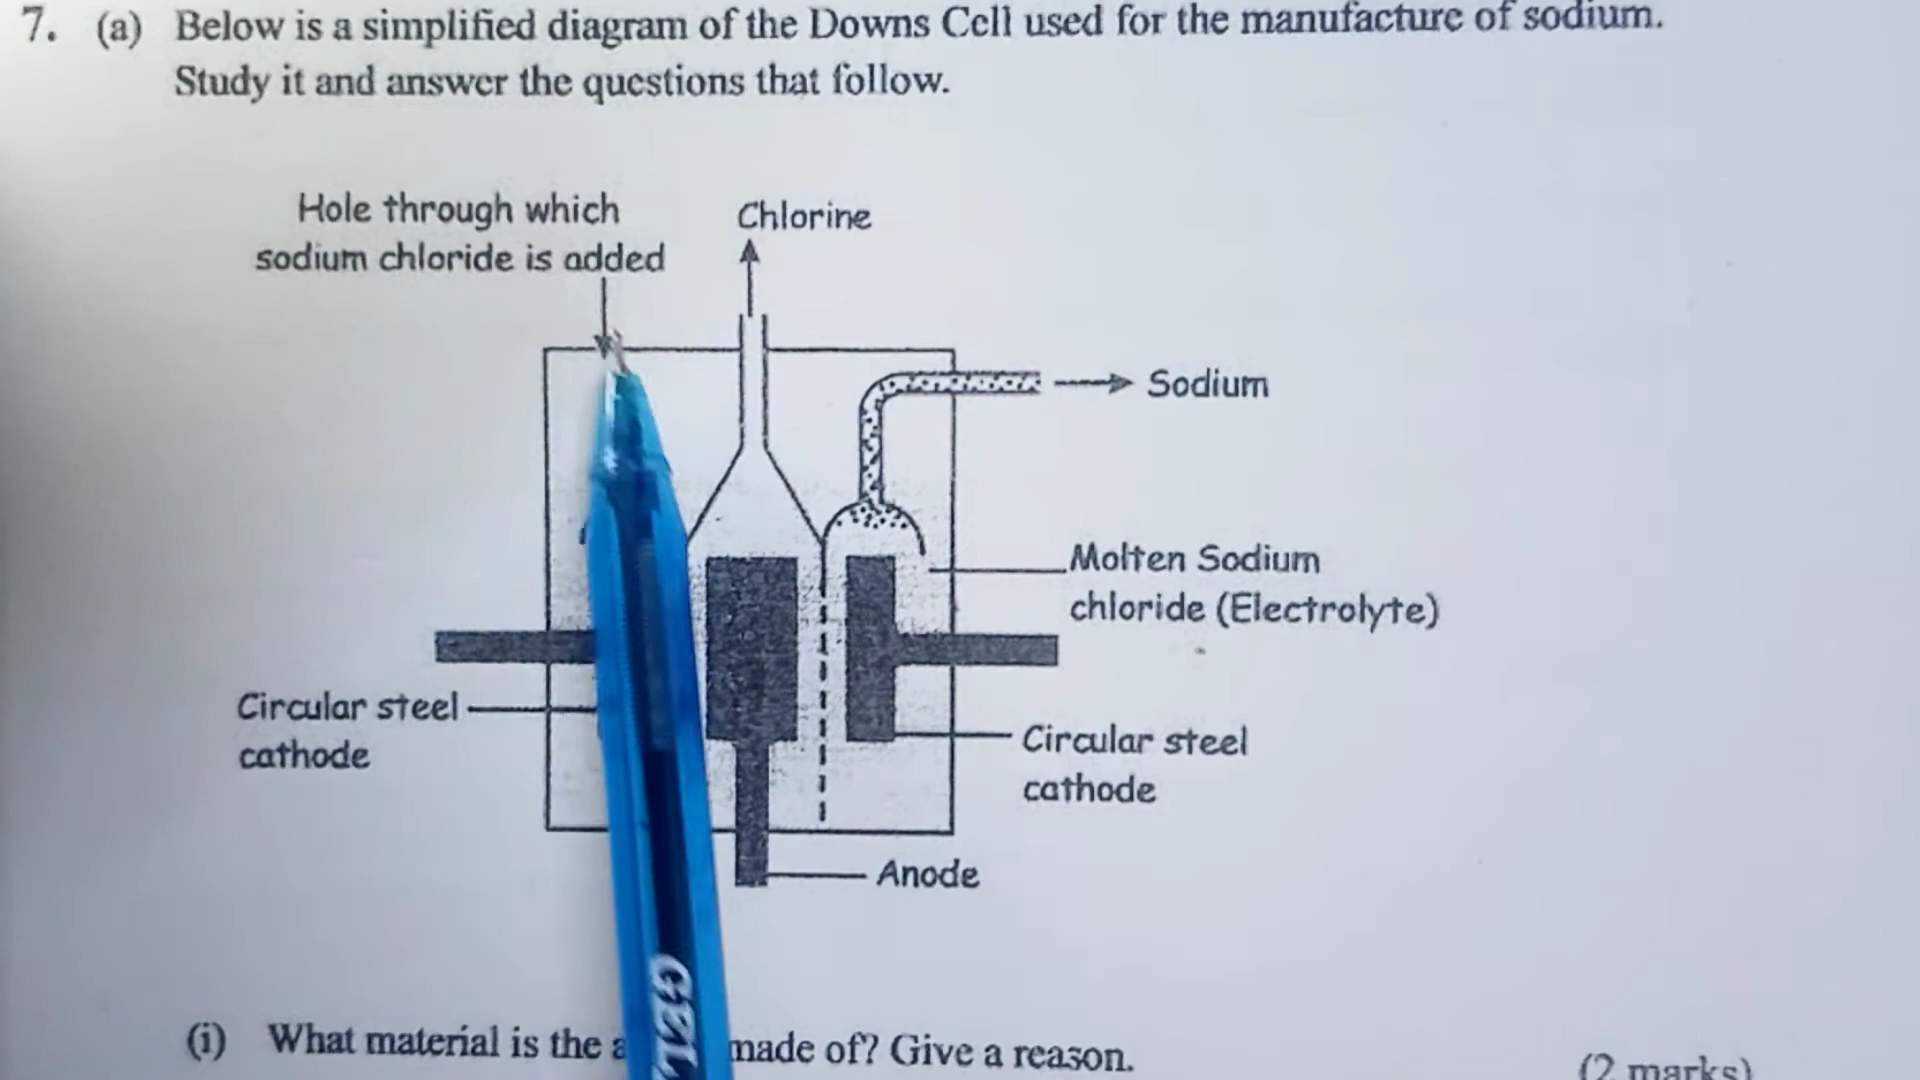 7. (a) Below is a simplified diagram of the Downs Cell used for the manufacture of sodium.
Study it and answer the questions that follow.
Hole through which
sodium chloride is added
Chlorine
Sodium
Molten Sodium
chloride (Electrolyte)
Circular steel
cathode
Circular steel
cathode
Anode
(i) What material is the made of? Give a reason.
(2 marks)